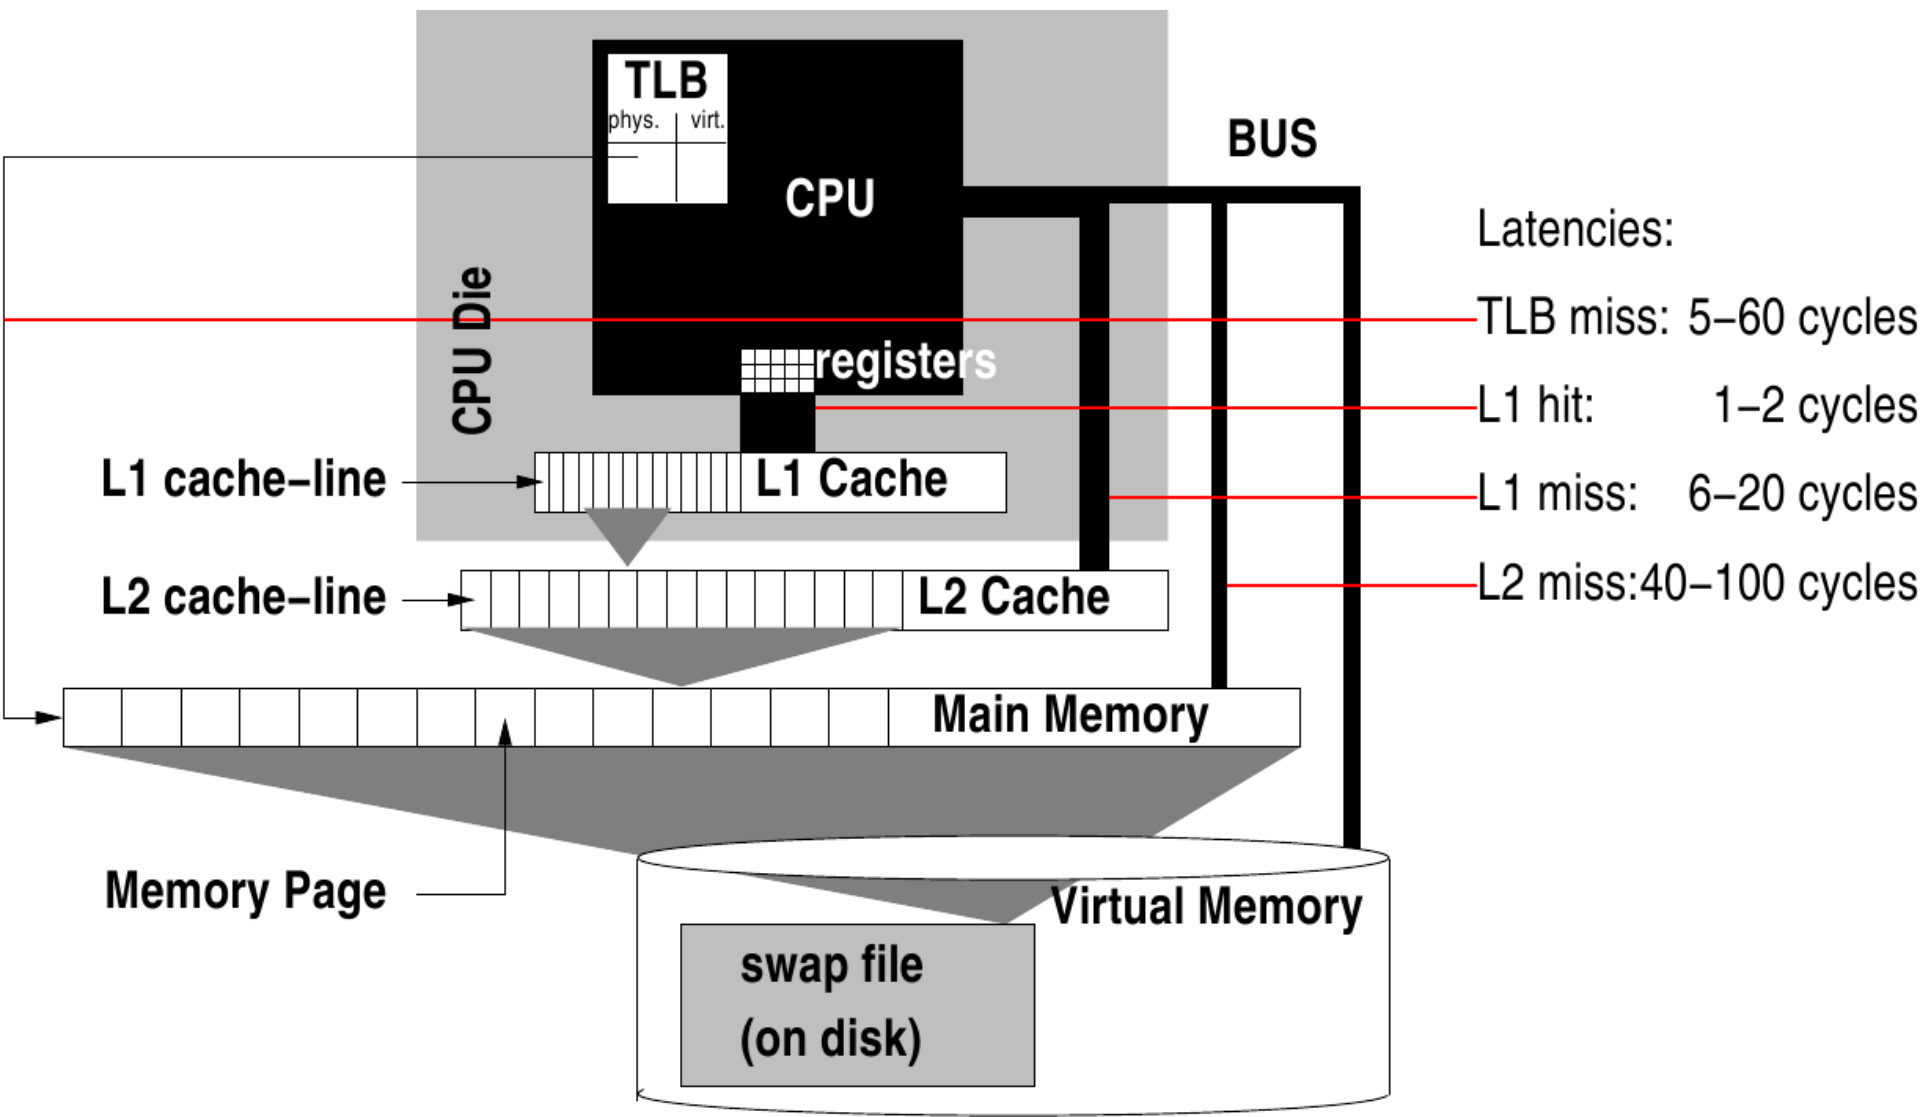 TLB
phys. virt.
BUS
CPU
Latencies:
CPU Die
TLB miss: 5–60 cycles
registers
L1 hit: 1–2 cycles
L1 cache–line
L1 Cache
L1 miss: 6–20 cycles
L2 cache–line
L2 Cache
L2 miss:40–100 cycles
Main Memory
Memory Page
Virtual Memory
swap file
(on disk)